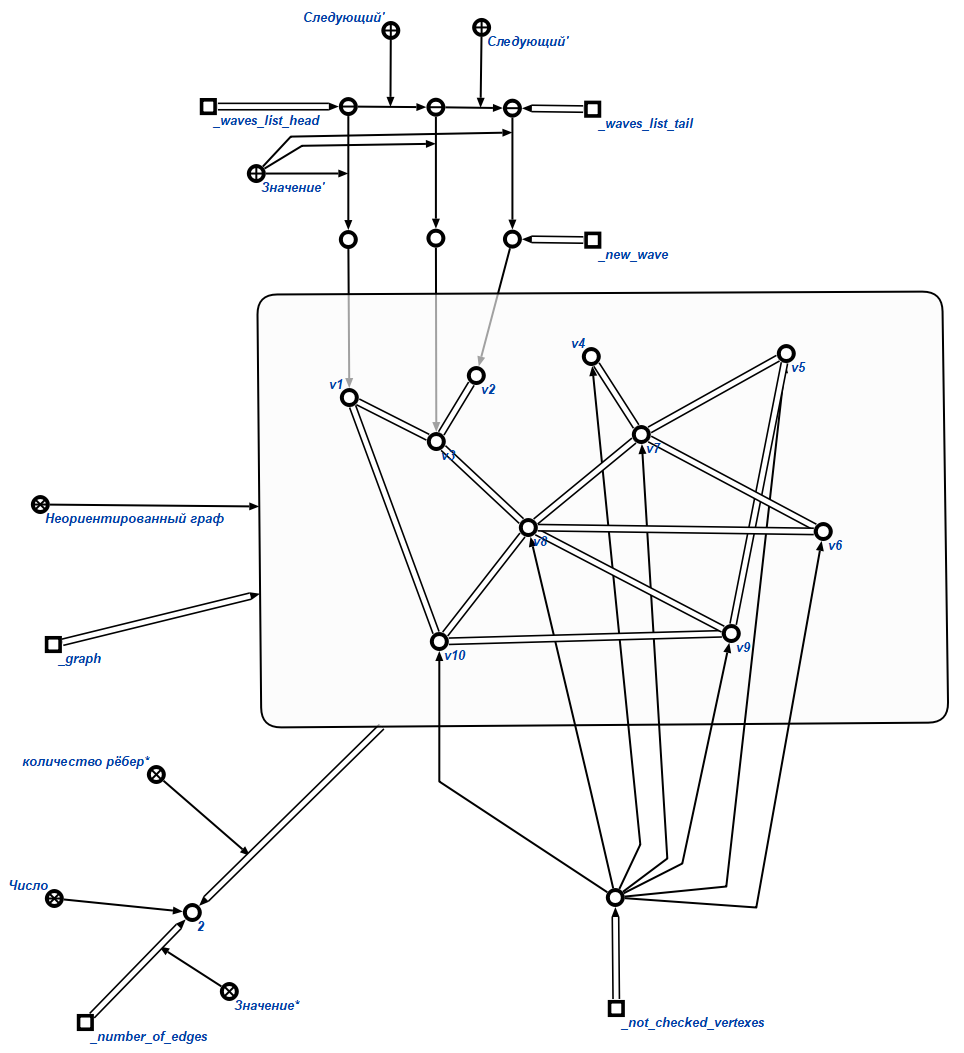 Следующий'
Следующий'
_waves_list_head
_waves_list_tail
Значение'
_new_wave
v4
v5
v1
v2
v3
v7
Неориентированный граф
v8
v6
v9
v10
_graph
количество рёбер*
Число
2
Значение*
_not_checked_vertexes
_number_of_edges